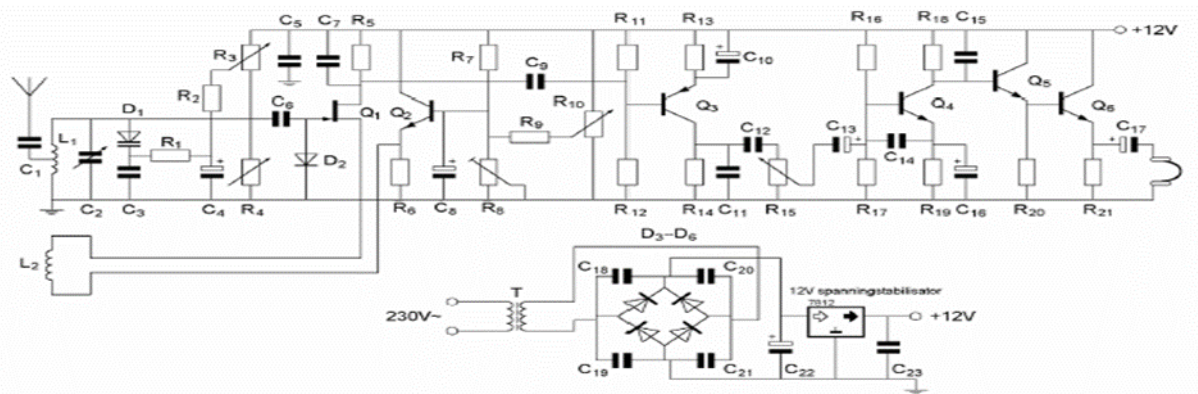 C5 C7 R5 R11 R13 R16 R18 C15
+12V
R3 R7 C9 C10 Q5
R2 R10 Q3 Q4 Q6
D1 C6 Q1 Q2
L1 R1 R9 C12 C13 C17
C1 D2 C14
C2 C3 C4 R4 R6 C8 R8 R12 R14 C11 R15 R17 R19 C16 R20 R21
D3-D6
L2 C18 C20
T 12V spanningstabilisator
7812
230V~ +12V
C19 C21 C22 C23